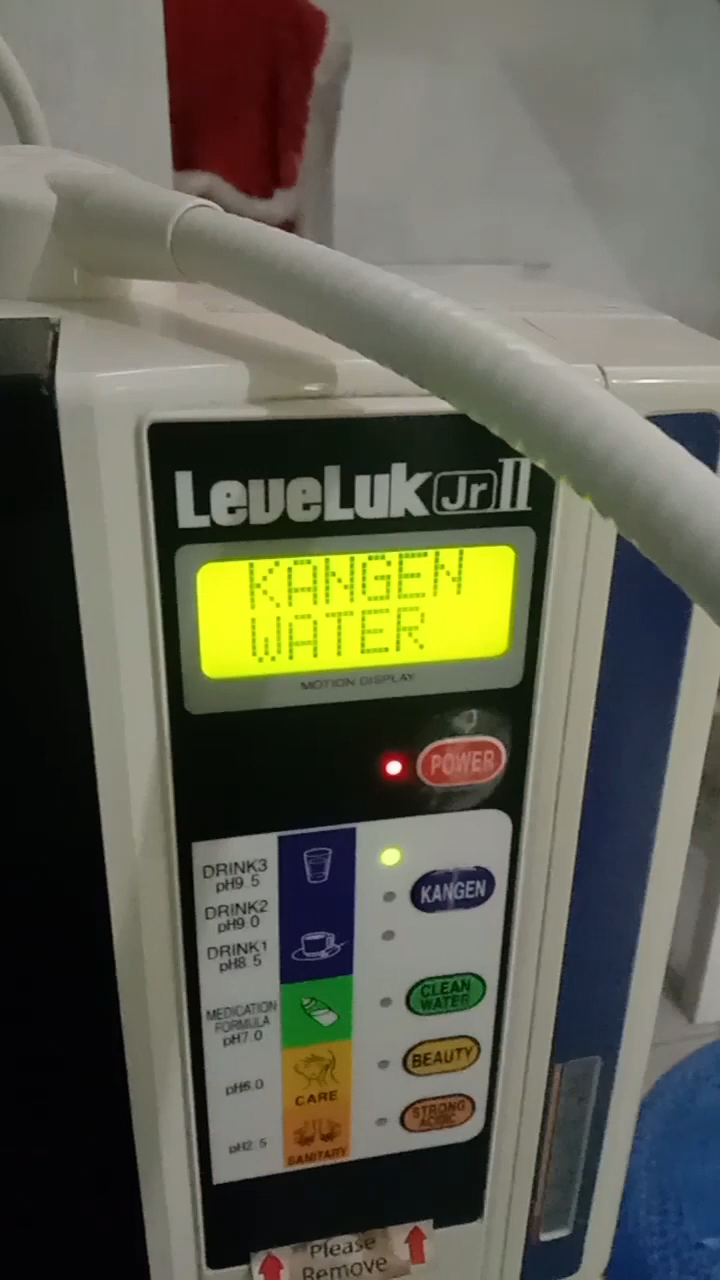 LeveLuk Jr II
KANGEN
WATER
MOTION DISPLAY
POWER
DRINK3
pH9.5
DRINK2
pH9.0
DRINK1
pH8.5
KANGEN
MEDICATION
FORMULA
pH7.0
CLEAN
WATER
pH6.0
CARE
BEAUTY
pH2.5
SANITARY
STRONG
ACIDIC
Please
Remove